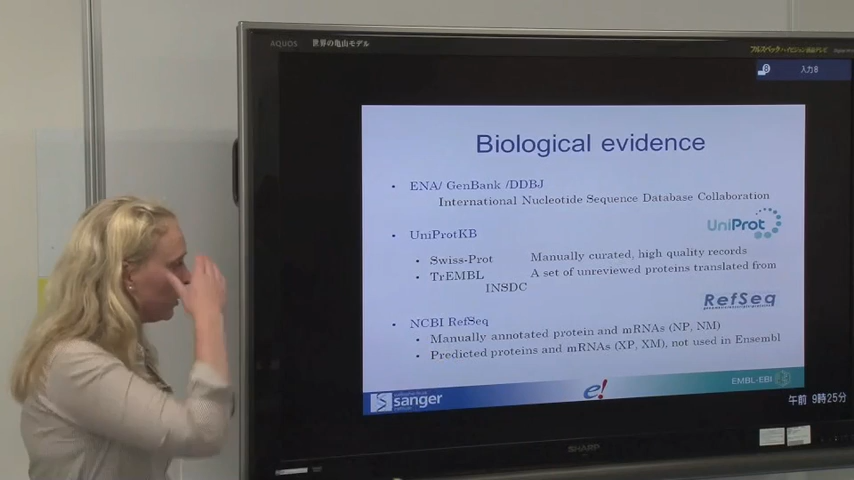 AQUOS 世界の亀山モデル
入力8
Biological evidence
• ENA/ GenBank /DDBJ
International Nucleotide Sequence Database Collaboration
UniProt
• UniProtKB
• Swiss-Prot Manually curated, high quality records
• TrEMBL A set of unreviewed proteins translated from
INSDC
RefSeq
• NCBI RefSeq
• Manually annotated protein and mRNAs (NP, NM)
• Predicted proteins and mRNAs (XP, XM), not used in Ensembl
sanger
e!
EMBL-EBI
午前 9時25分
SHARP